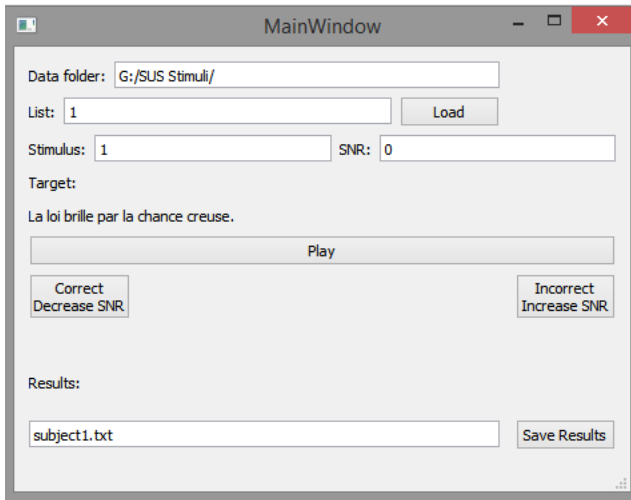 MainWindow
Data folder: G:/SUS Stimuli/
List: 1 Load
Stimulus: 1 SNR: 0
Target:
La loi brille par la chance creuse.
Play
Correct
Decrease SNR
Incorrect
Increase SNR
Results:
subject1.txt Save Results